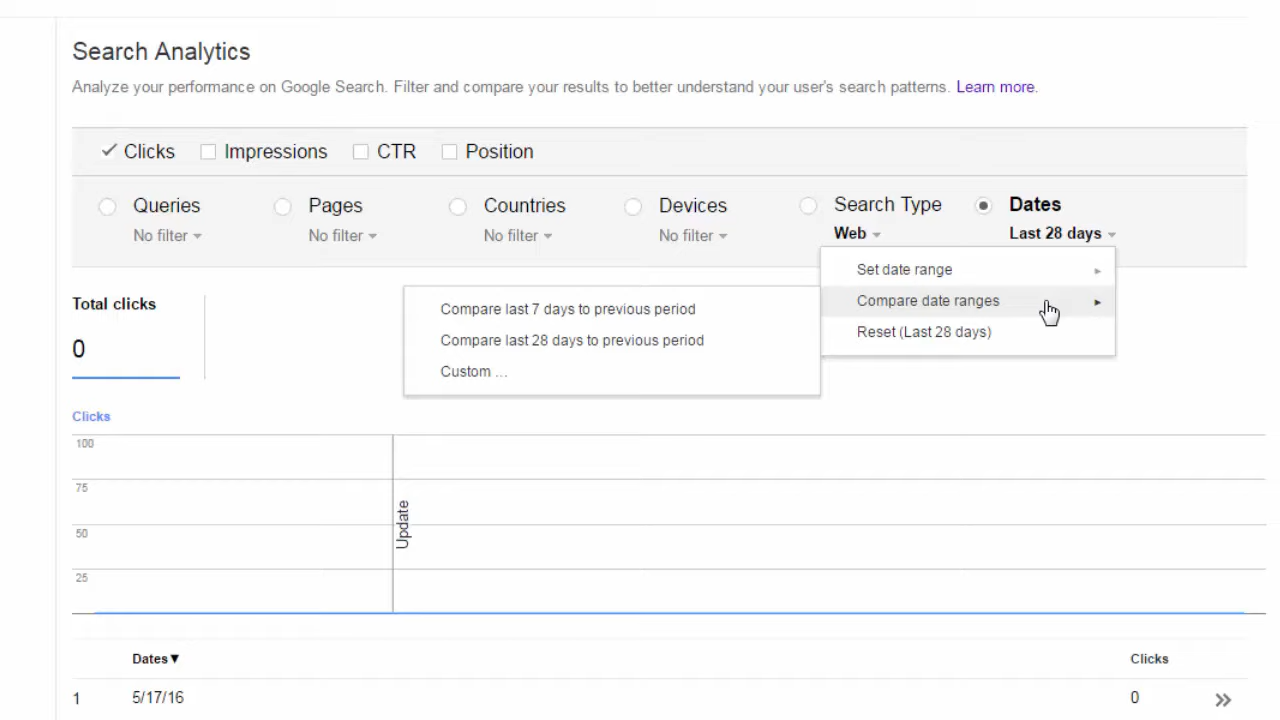 Search Analytics
Analyze your performance on Google Search. Filter and compare your results to better understand your user's search patterns. Learn more.
Clicks Impressions CTR Position
Queries Pages Countries Devices Search Type Dates
No filter No filter No filter No filter Web Last 28 days
Set date range
Compare date ranges
Reset (Last 28 days)
Compare last 7 days to previous period
Compare last 28 days to previous period
Custom ...
Total clicks
0
Clicks
100
75
50
25
Update
Dates▼ Clicks
1 5/17/16 0